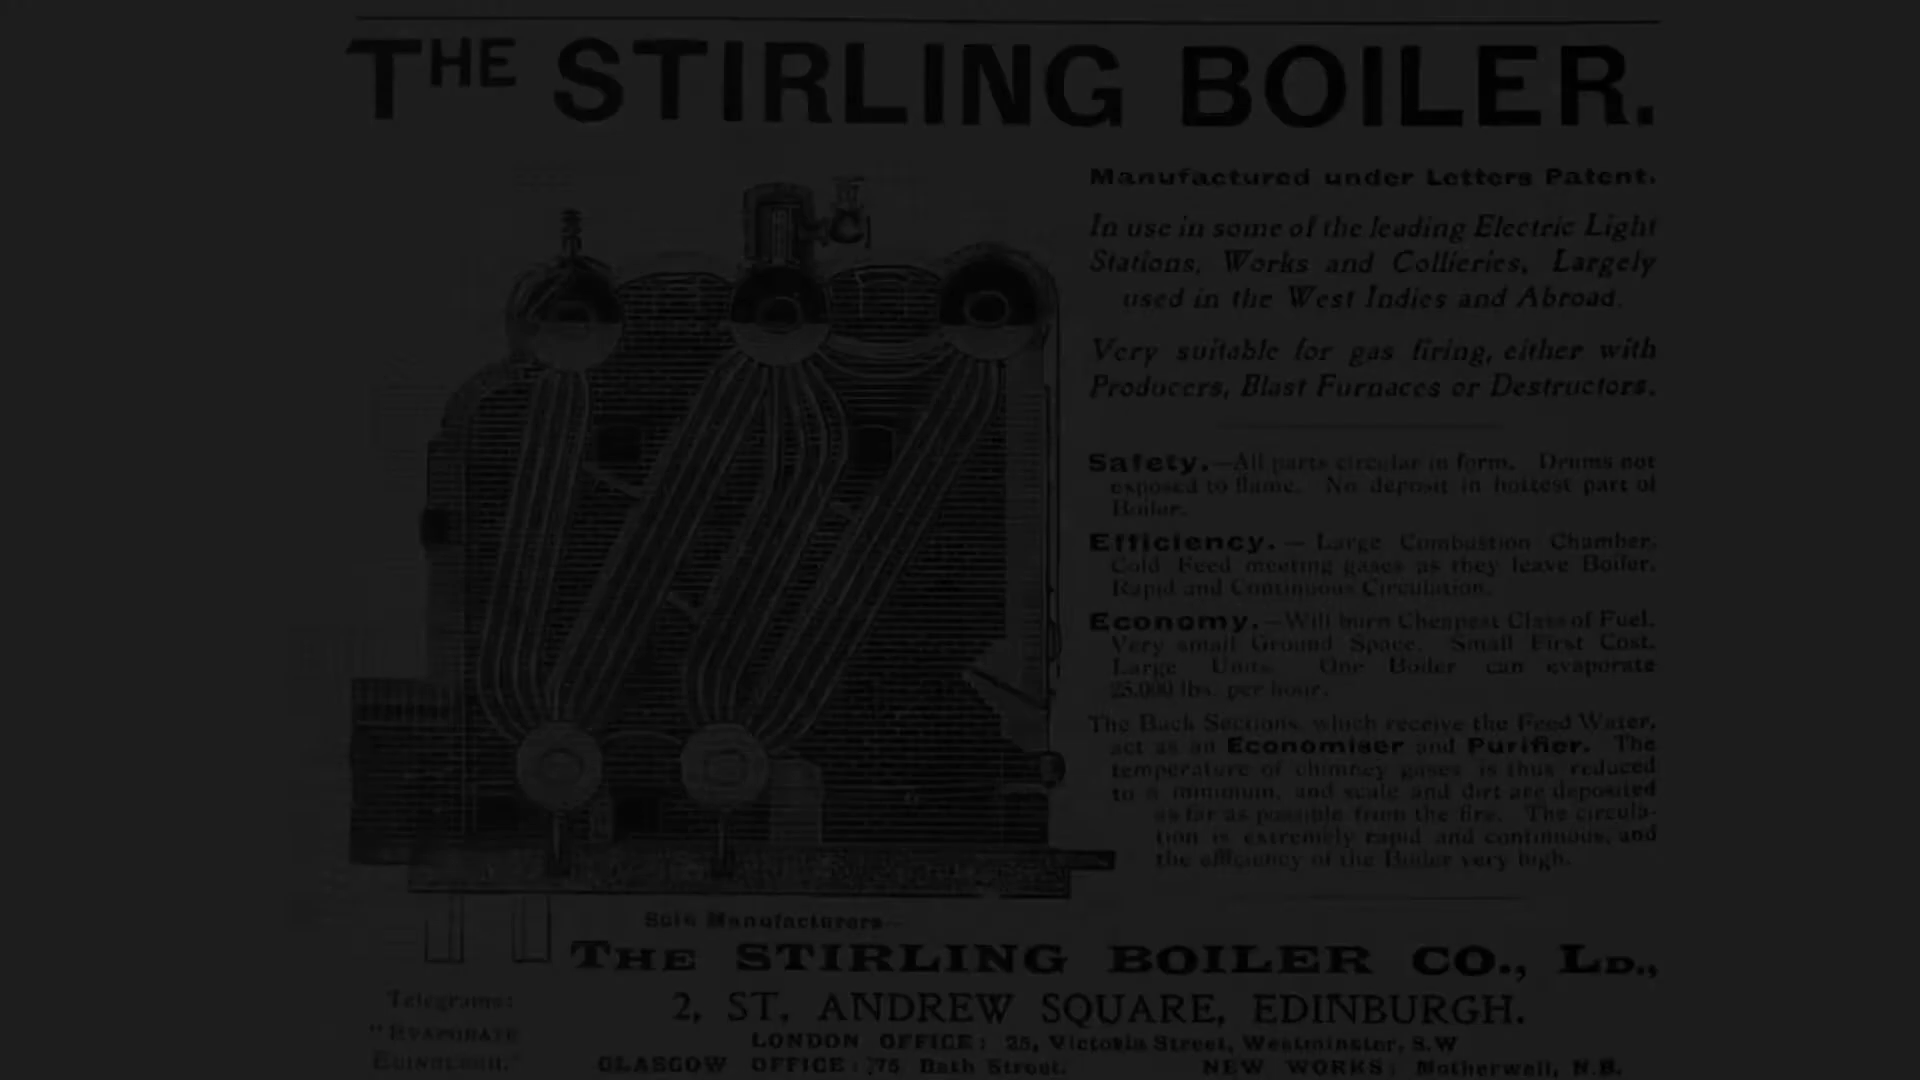 THE STIRLING BOILER.
Manufactured under Letters Patent.
In use in some of the leading Electric Light
Stations, Works and Collieries, Largely
used in the West Indies and Abroad.
Very suitable for gas firing, either with
Producers, Blast Furnaces or Destructors.
Safety.—All parts circular in form. Drums not
exposed to flame. No deposit in hottest part of
Boiler.
Efficiency.— Large Combustion Chamber.
Cold Feed meeting gases as they leave Boiler.
Rapid and Continuous Circulation.
Economy.—Will burn Cheapest Class of Fuel.
Very small Ground Space. Small First Cost.
Large Units. One Boiler can evaporate
25,000 lbs. per hour.
The Back Sections, which receive the Feed Water,
act as an Economiser and Purifier. The
temperature of chimney gases is thus reduced
to a minimum, and scale and dirt are deposited
as far as possible from the fire. The circula-
tion is extremely rapid and continuous, and
the efficiency of the Boiler very high.
Sole Manufacturers—
THE STIRLING BOILER CO., LD.,
2, ST. ANDREW SQUARE, EDINBURGH.
Telegrams:
"EVAPORATE
EDINBURGH."
LONDON OFFICE: 25, Victoria Street, Westminster, S.W
GLASGOW OFFICE: 75 Bath Street.
NEW WORKS: Motherwell, N.B.